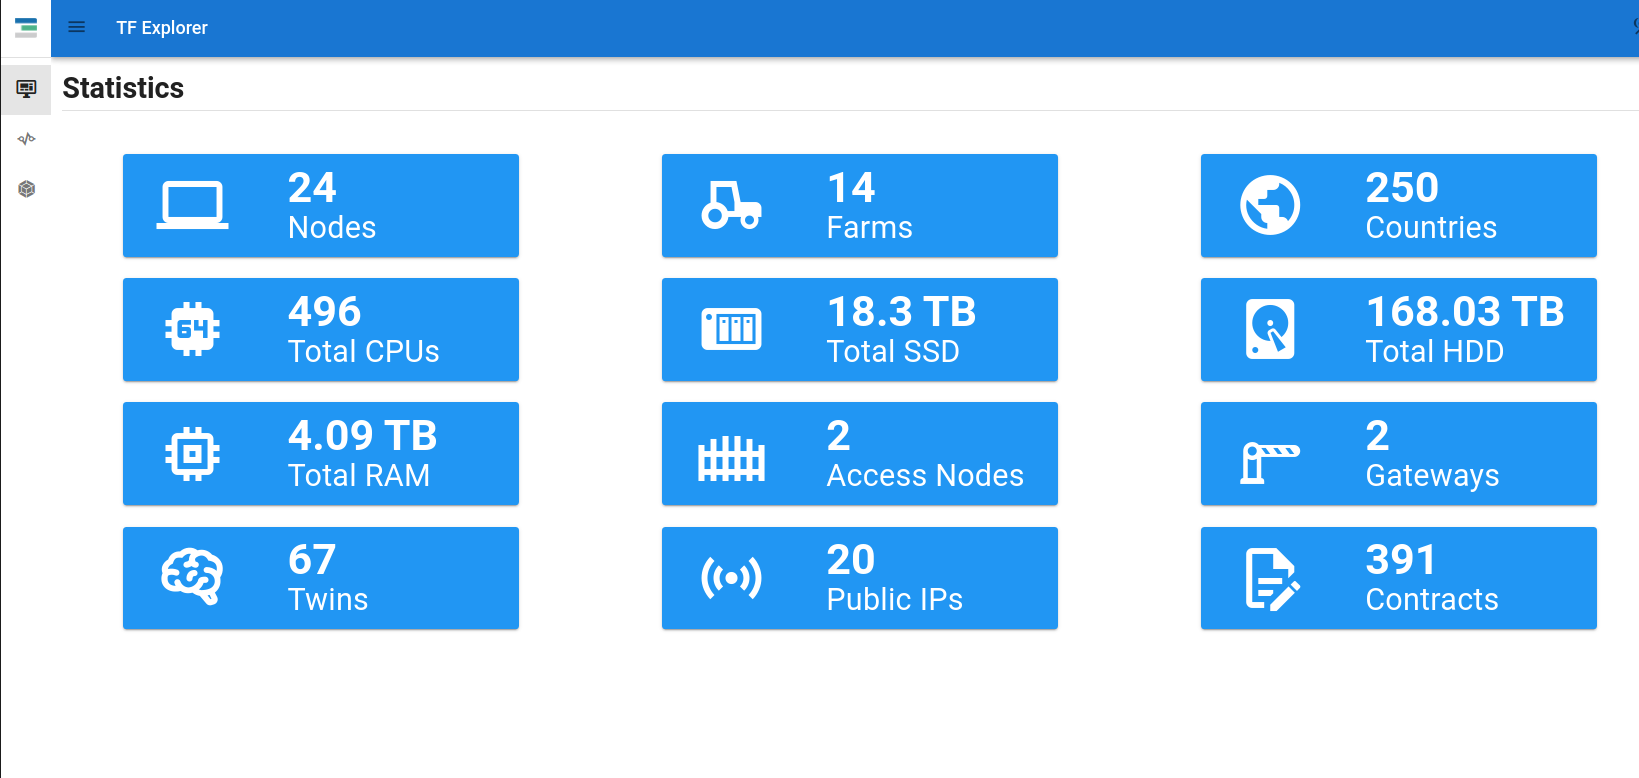 TF Explorer
Statistics
24
Nodes
14
Farms
250
Countries
64
496
Total CPUs
18.3 TB
Total SSD
168.03 TB
Total HDD
4.09 TB
Total RAM
2
Access Nodes
2
Gateways
67
Twins
20
Public IPs
391
Contracts